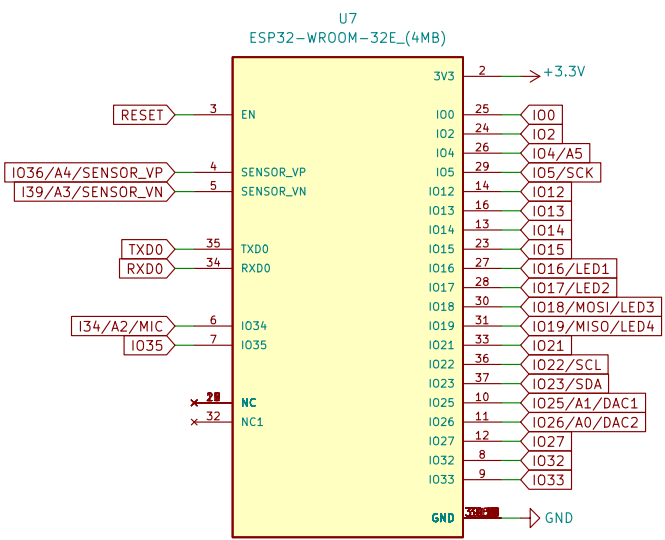 U7
ESP32-WROOM-32E_(4MB)
3V3 2 +3.3V
RESET 3 EN IO0 25 IO0
IO2 24 IO2
IO4 26 IO4/A5
IO36/A4/SENSOR_VP 4 SENSOR_VP IO5 29 IO5/SCK
I39/A3/SENSOR_VN 5 SENSOR_VN IO12 14 IO12
IO13 16 IO13
IO14 13 IO14
TXD0 35 TXD0 IO15 23 IO15
RXD0 34 RXD0 IO16 27 IO16/LED1
IO17 28 IO17/LED2
IO18 30 IO18/MOSI/LED3
I34/A2/MIC 6 IO34 IO19 31 IO19/MISO/LED4
IO35 7 IO35 IO21 33 IO21
IO22 36 IO22/SCL
IO23 37 IO23/SDA
NC IO25 10 IO25/A1/DAC1
32 NC1 IO26 11 IO26/A0/DAC2
IO27 12 IO27
IO32 8 IO32
IO33 9 IO33
GND GND